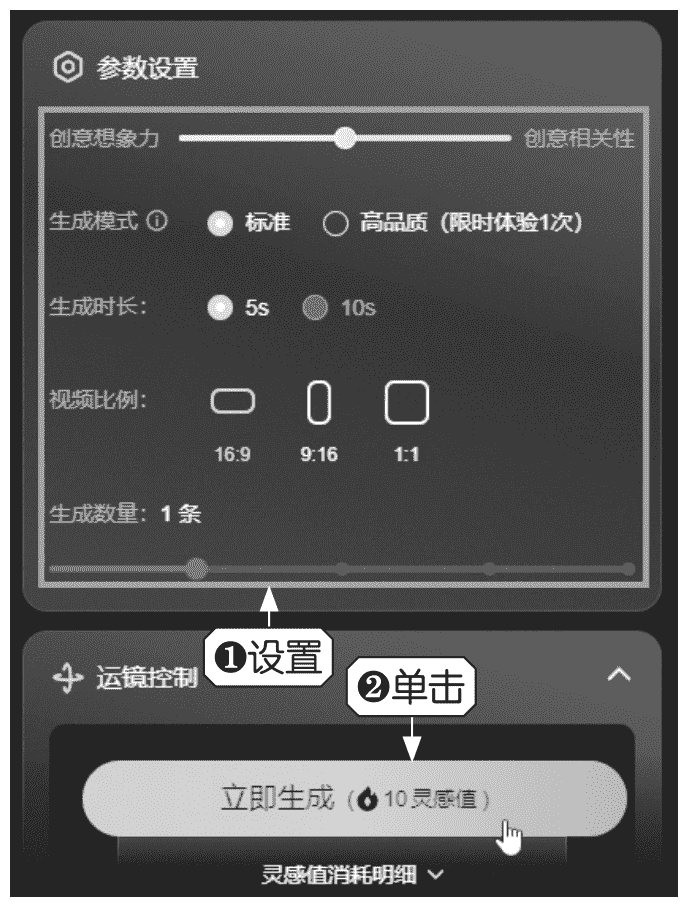 参数设置
创意想象力 创意相关性
生成模式 标准 高品质（限时体验1次）
生成时长： 5s 10s
视频比例：
16:9 9:16 1:1
生成数量：1 条
❶设置
运镜控制
❷单击
立即生成（10 灵感值）
灵感值消耗明细